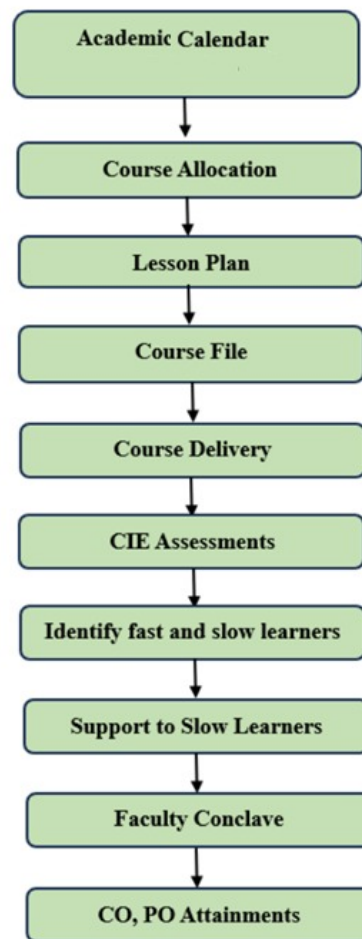 Academic Calendar
Course Allocation
Lesson Plan
Course File
Course Delivery
CIE Assessments
Identify fast and slow learners
Support to Slow Learners
Faculty Conclave
CO, PO Attainments